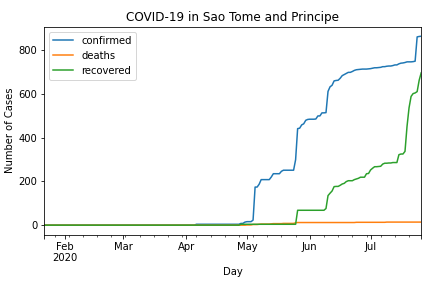 COVID-19 in Sao Tome and Principe
confirmed
deaths
recovered
Number of Cases
800
600
400
200
0
Feb Mar Apr May Jun Jul
2020
Day